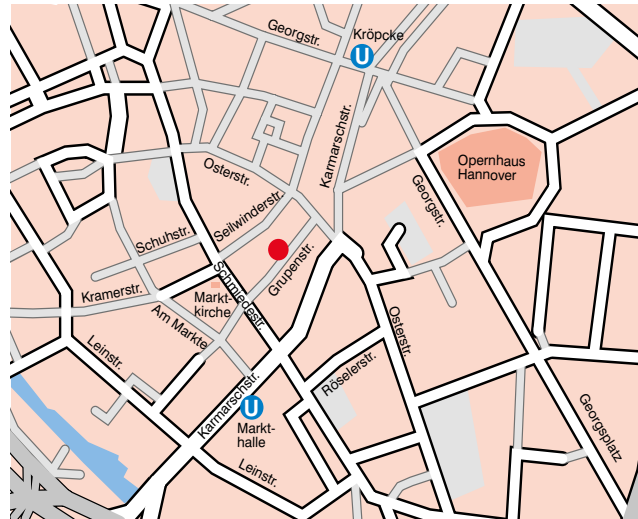 Georgstr.
Kröpcke
U
Karmarschstr.
Opernhaus
Hannover
Osterstr.
Georgstr.
Seilwinderstr.
Schuhstr.
Grupenstr.
Schmiedestr.
Kramerstr.
Markt-
kirche
Am Markte
Osterstr.
Leinstr.
Röselerstr.
Karmarschstr.
U
Markt-
halle
Georgsplatz
Leinstr.